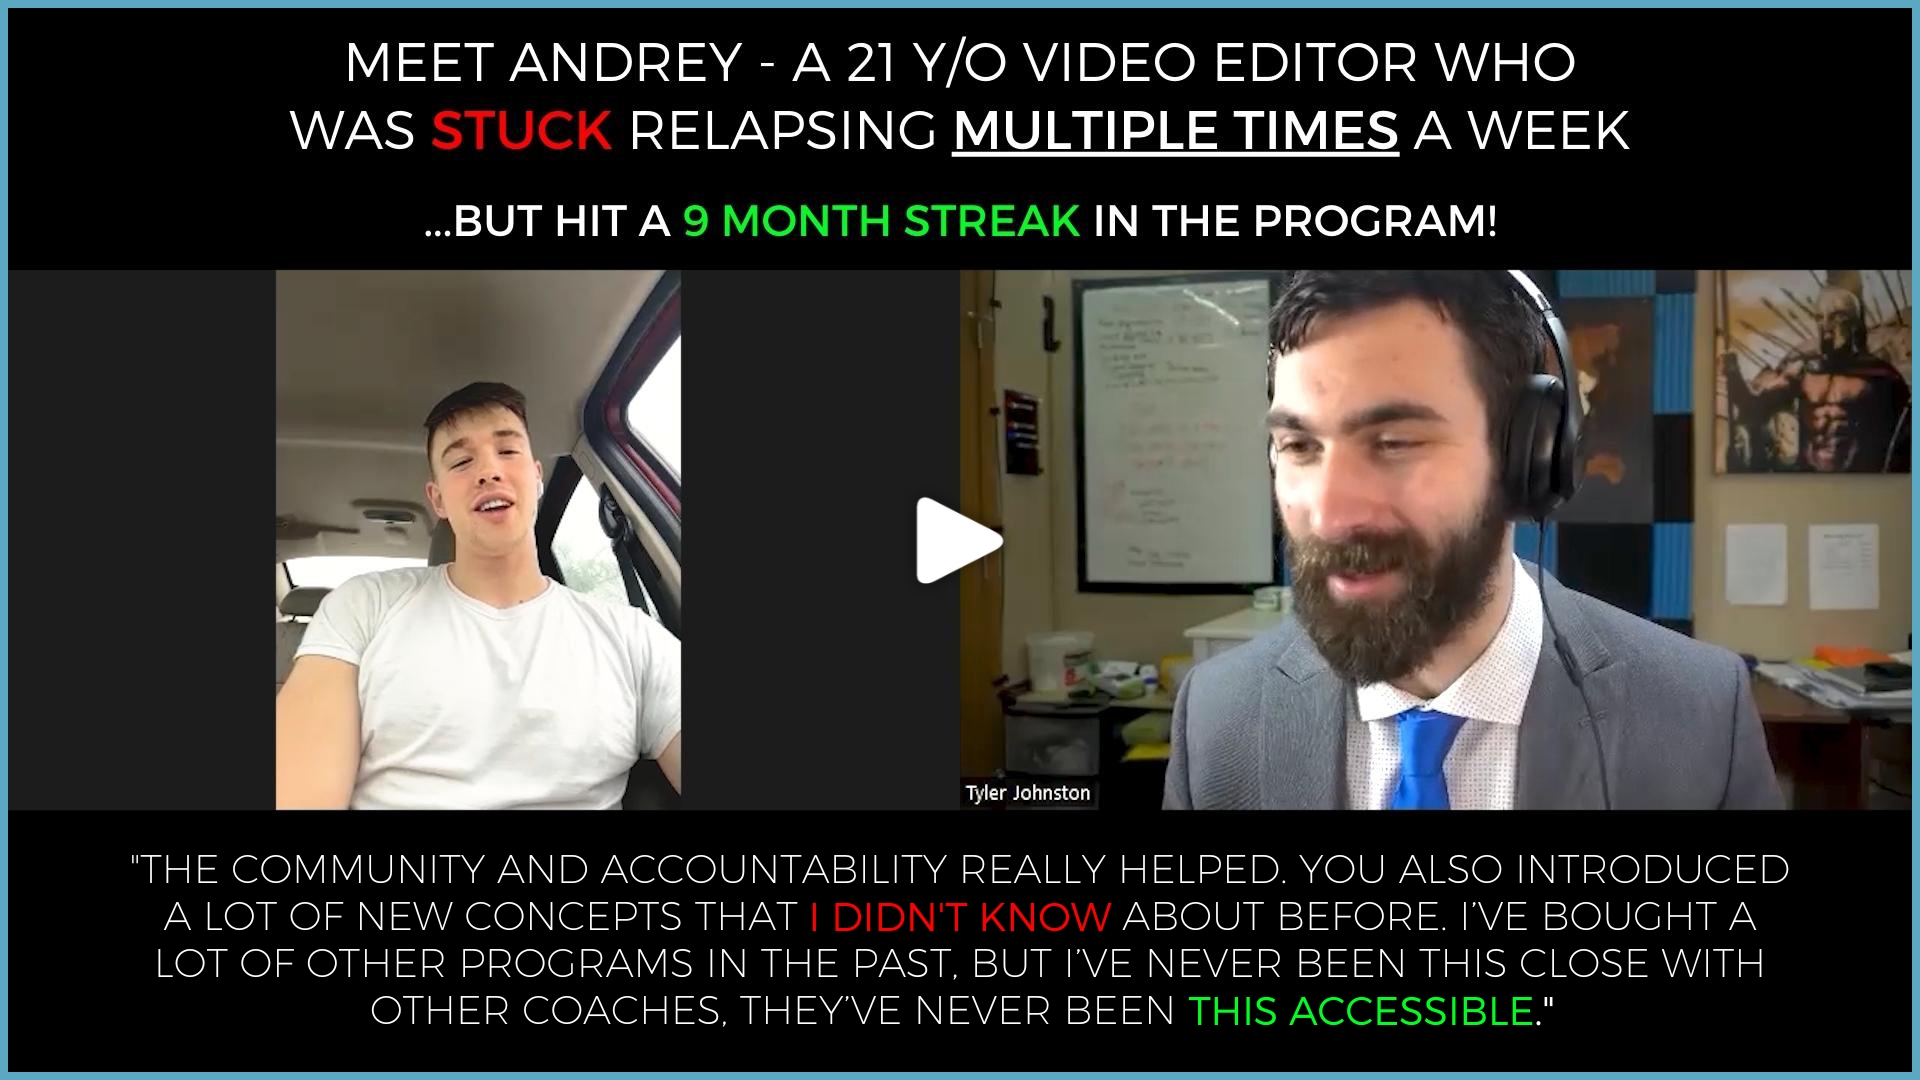 MEET ANDREY - A 21 Y/O VIDEO EDITOR WHO
WAS STUCK RELAPSING MULTIPLE TIMES A WEEK
...BUT HIT A 9 MONTH STREAK IN THE PROGRAM!
Tyler Johnston
"THE COMMUNITY AND ACCOUNTABILITY REALLY HELPED. YOU ALSO INTRODUCED
A LOT OF NEW CONCEPTS THAT I DIDN'T KNOW ABOUT BEFORE. I’VE BOUGHT A
LOT OF OTHER PROGRAMS IN THE PAST, BUT I’VE NEVER BEEN THIS CLOSE WITH
OTHER COACHES, THEY’VE NEVER BEEN THIS ACCESSIBLE."